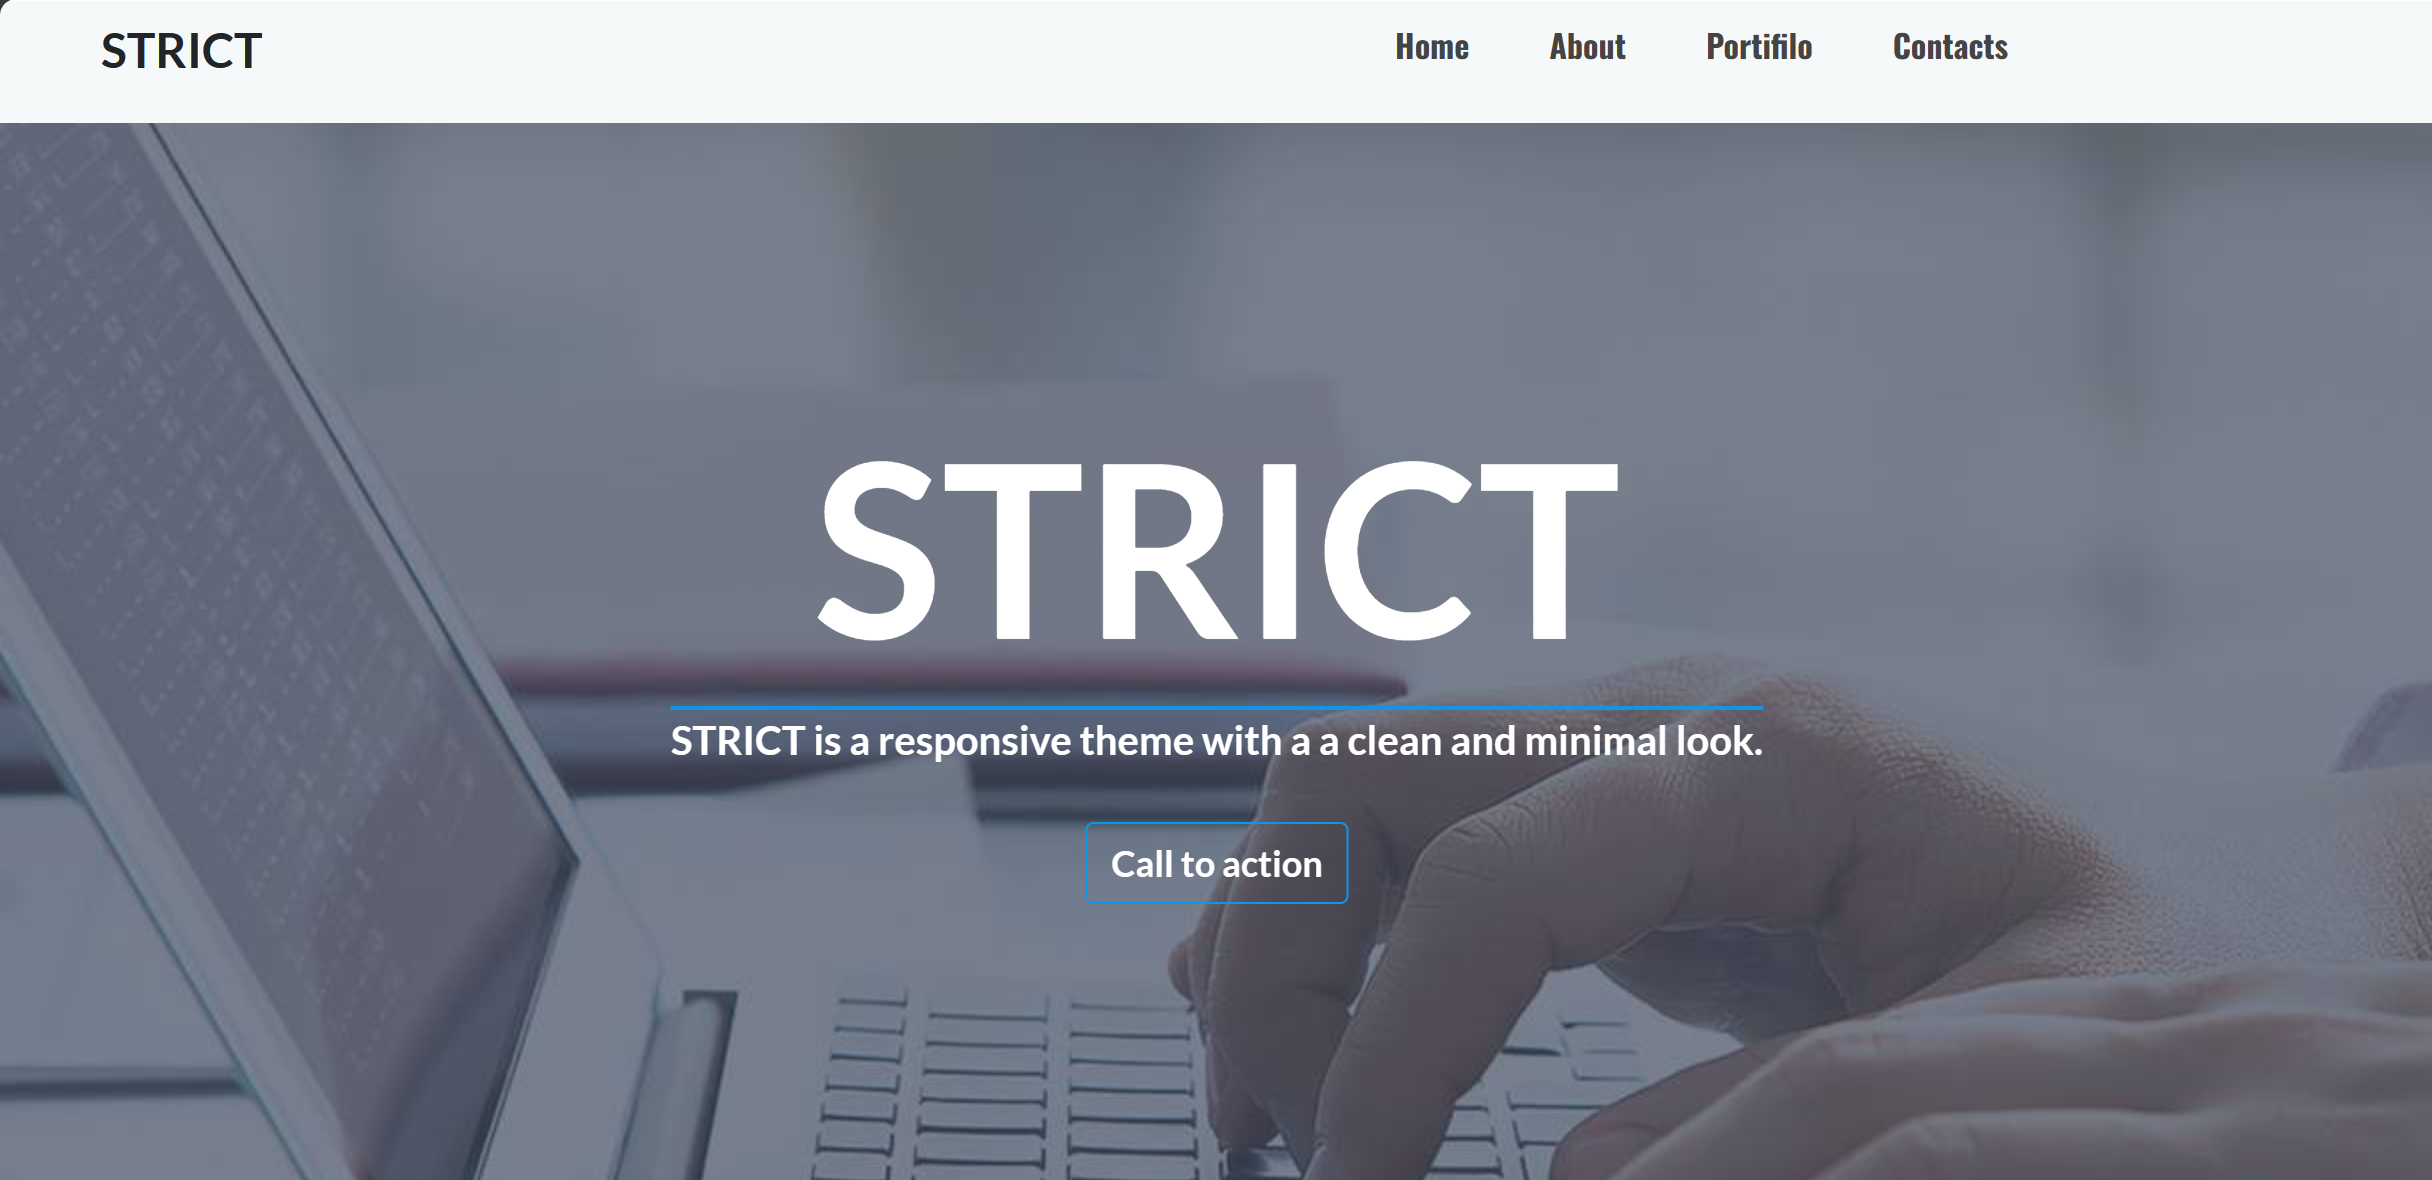 STRICT
Home About Portifilo Contacts
STRICT
STRICT is a responsive theme with a a clean and minimal look.
Call to action